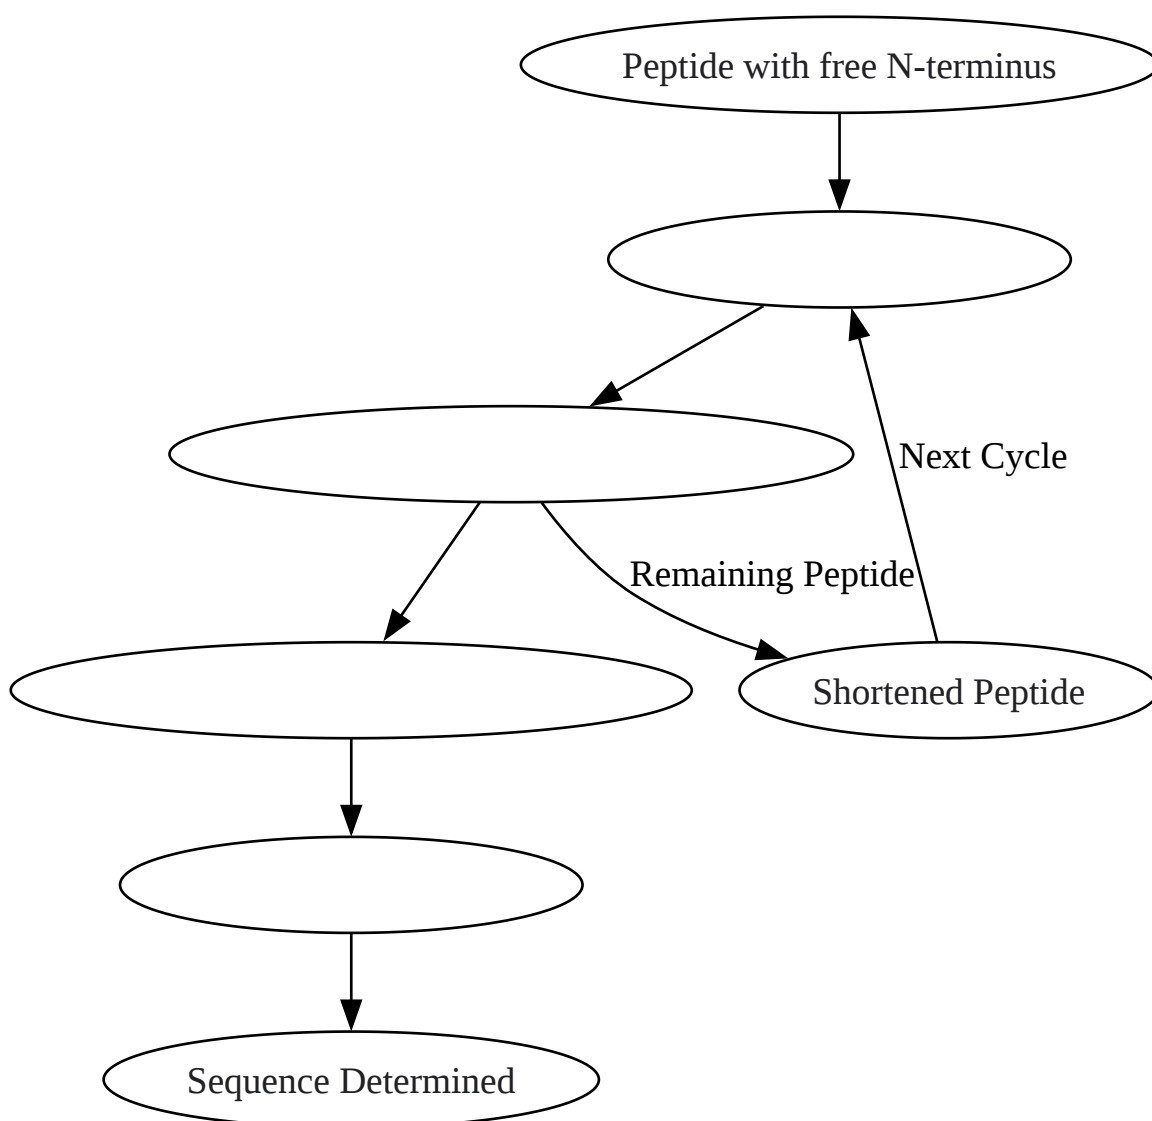 Peptide with free N-terminus
Next Cycle
Remaining Peptide
Shortened Peptide
Sequence Determined